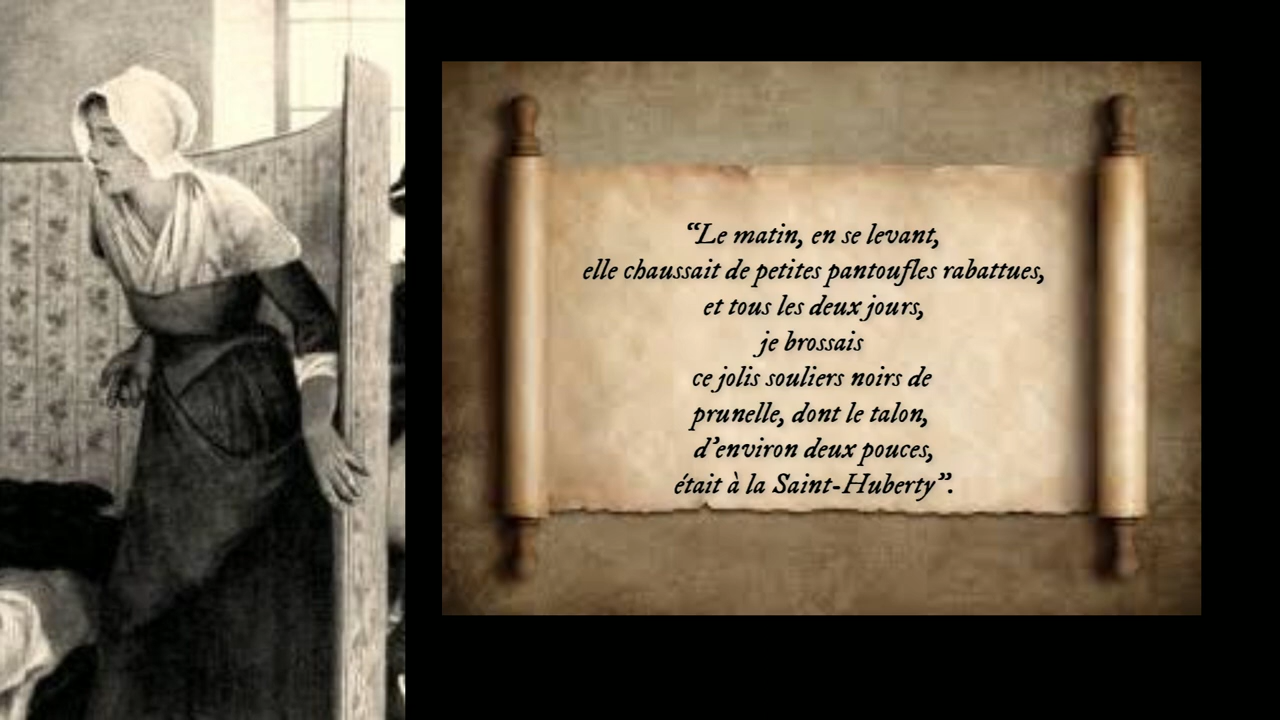 “Le matin, en se levant,
elle chaussait de petites pantoufles rabattues,
et tous les deux jours,
je brossais
ce jolis souliers noirs de
prunelle, dont le talon,
d’environ deux pouces,
était à la Saint-Huberty”.